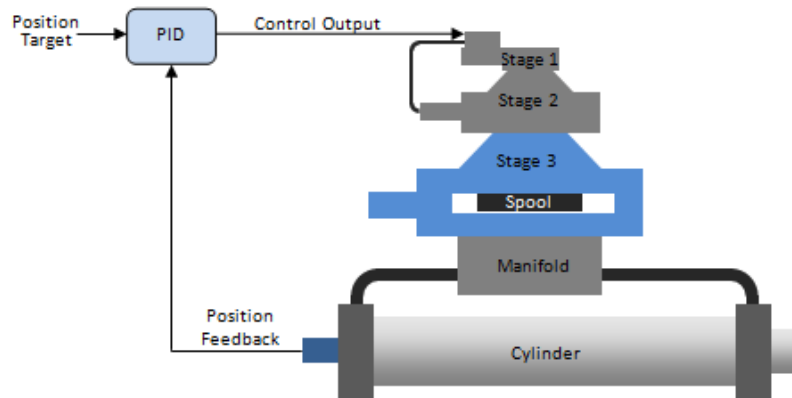 Position
Target
PID
Control Output
Stage 1
Stage 2
Stage 3
Spool
Manifold
Position
Feedback
Cylinder